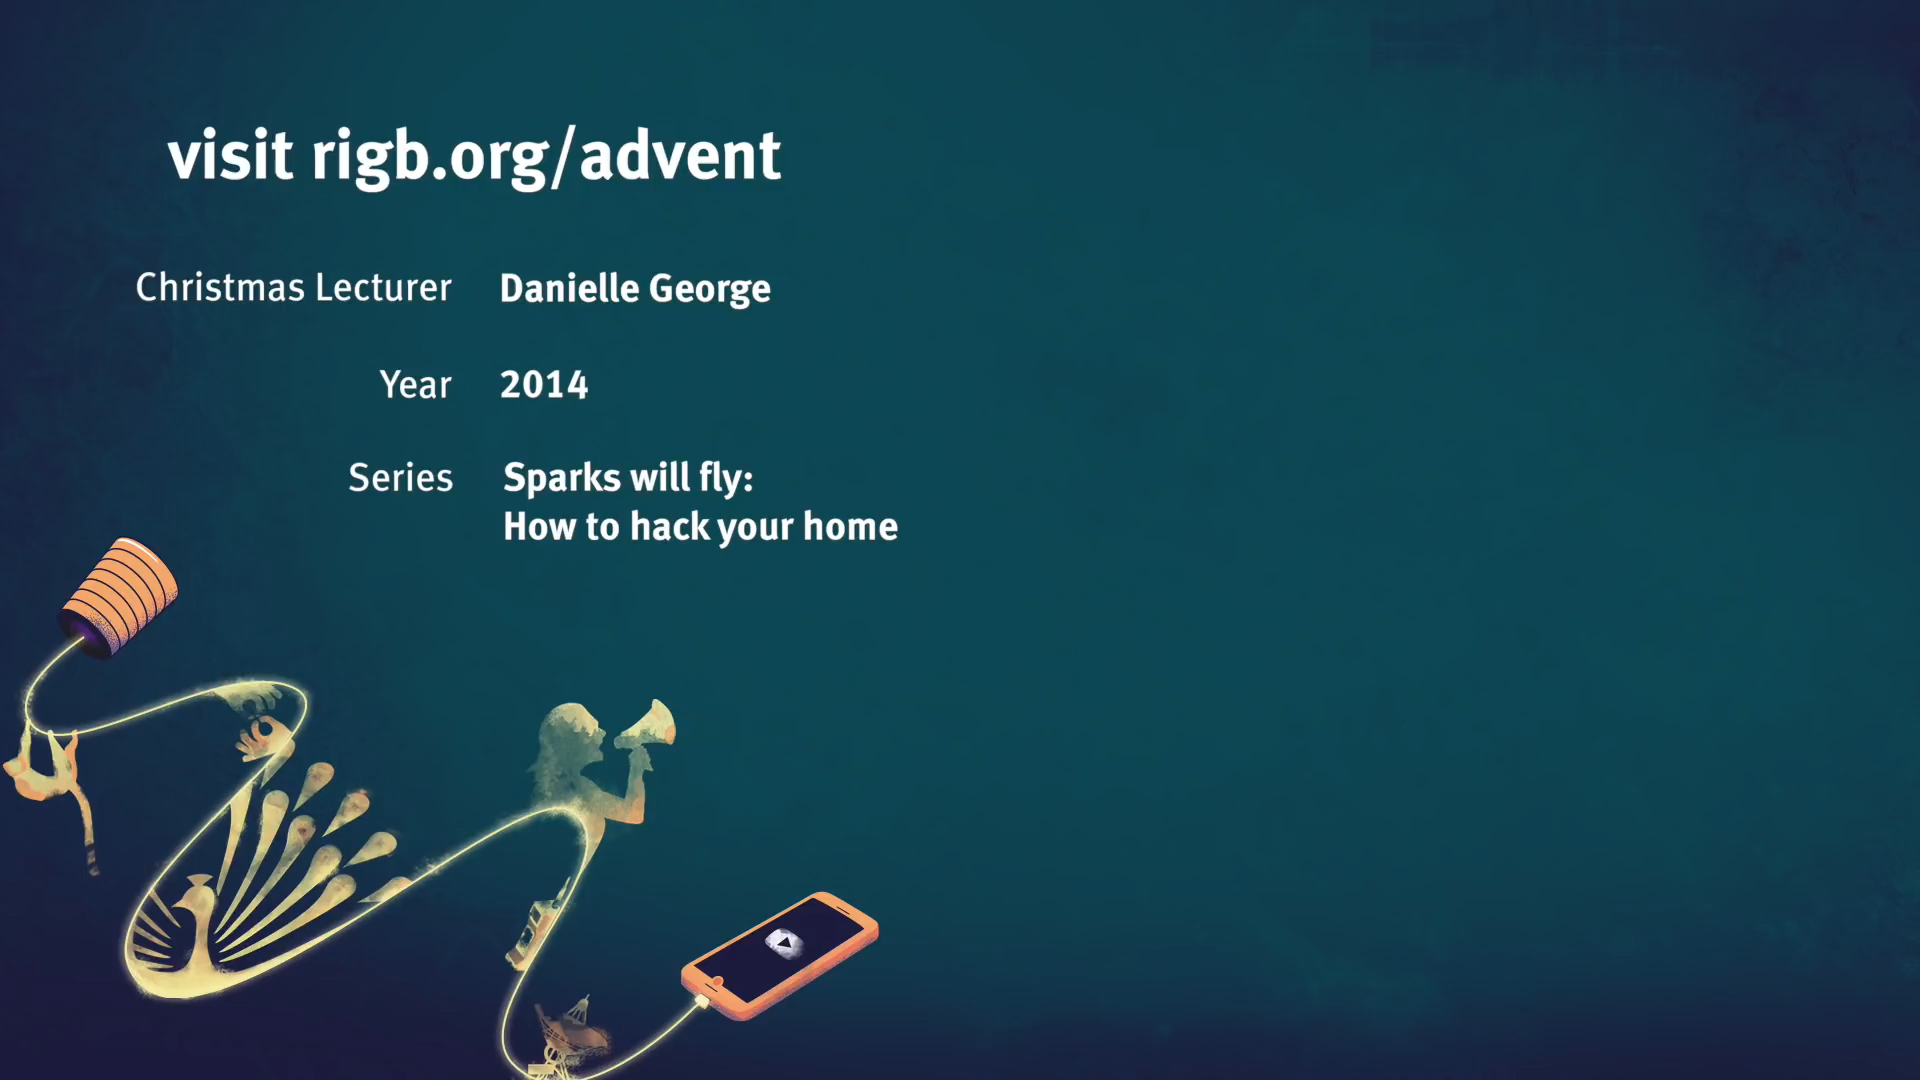 visit rigb.org/advent
Christmas Lecturer Danielle George
Year 2014
Series Sparks will fly:
How to hack your home